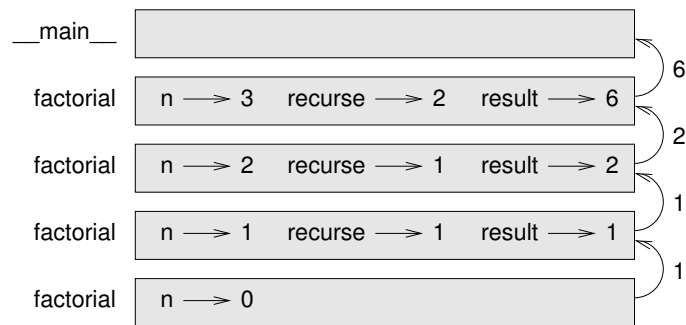 __main__
6
factorial n 3 recurse 2 result 6
2
factorial n 2 recurse 1 result 2
1
factorial n 1 recurse 1 result 1
1
factorial n 0